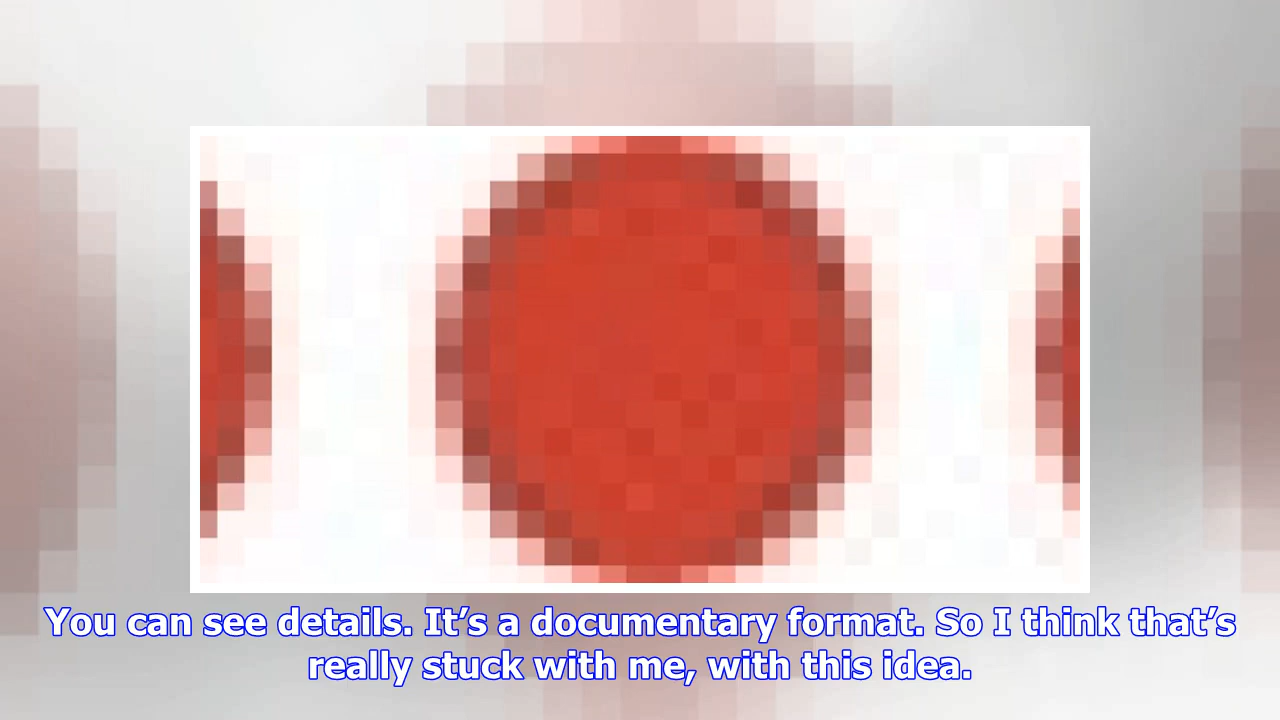 You can see details. It’s a documentary format. So I think that’s
really stuck with me, with this idea.